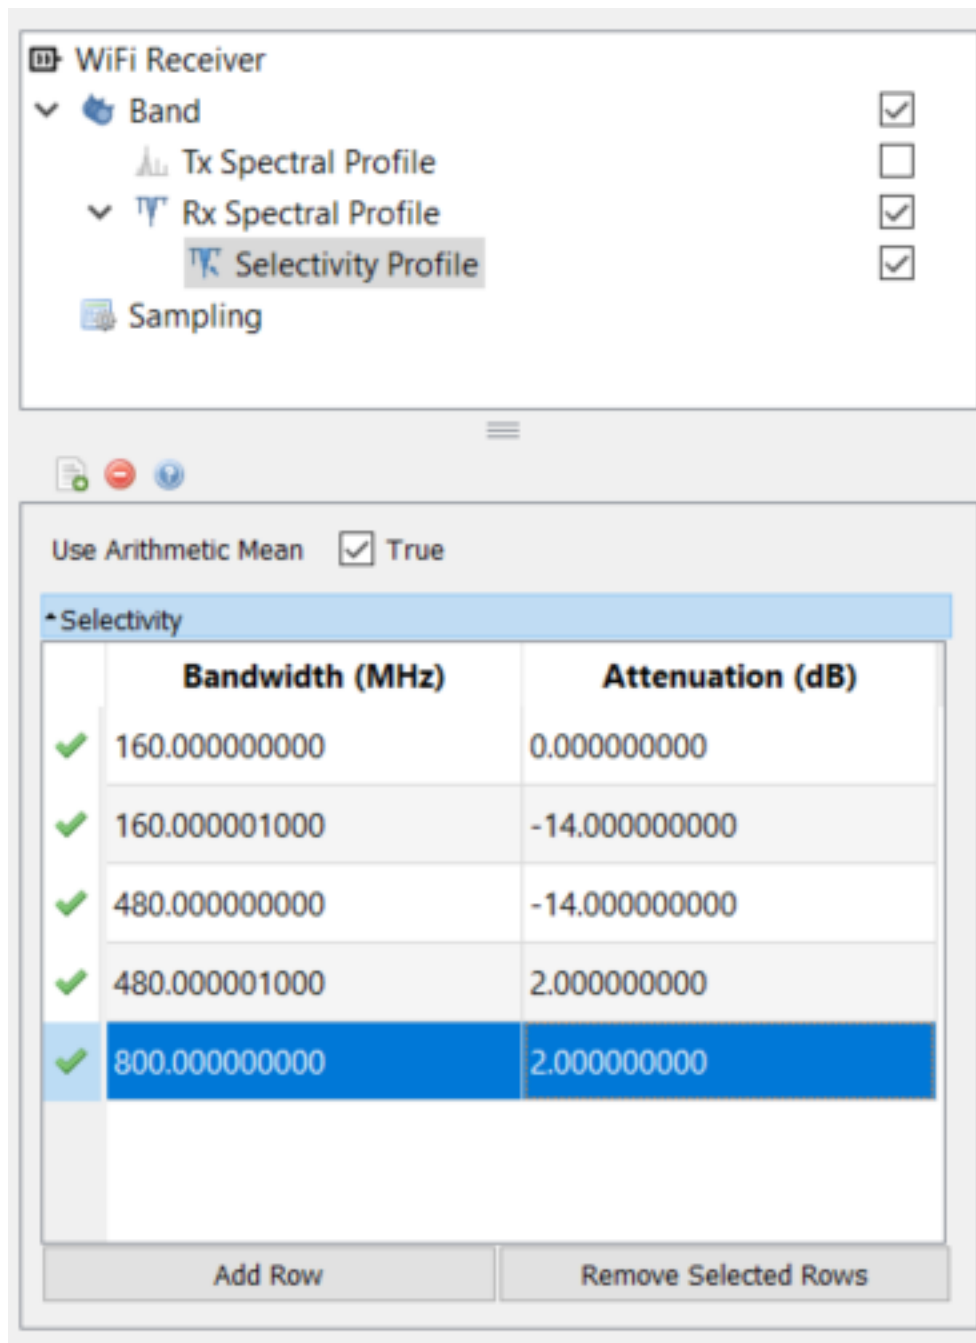 WiFi Receiver
Band
Tx Spectral Profile
Rx Spectral Profile
Selectivity Profile
Sampling
Use Arithmetic Mean True
Selectivity
Bandwidth (MHz) Attenuation (dB)
160.000000000 0.000000000
160.000001000 -14.000000000
480.000000000 -14.000000000
480.000001000 2.000000000
800.000000000 2.000000000
Add Row Remove Selected Rows